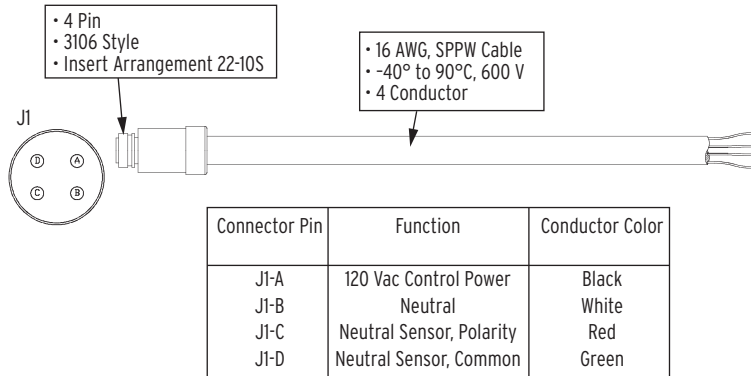 • 4 Pin
• 3106 Style
• Insert Arrangement 22-10S
• 16 AWG, SPPW Cable
• -40° to 90°C, 600 V
• 4 Conductor
J1
D A
C B
Connector Pin Function Conductor Color
J1-A 120 Vac Control Power Black
J1-B Neutral White
J1-C Neutral Sensor, Polarity Red
J1-D Neutral Sensor, Common Green